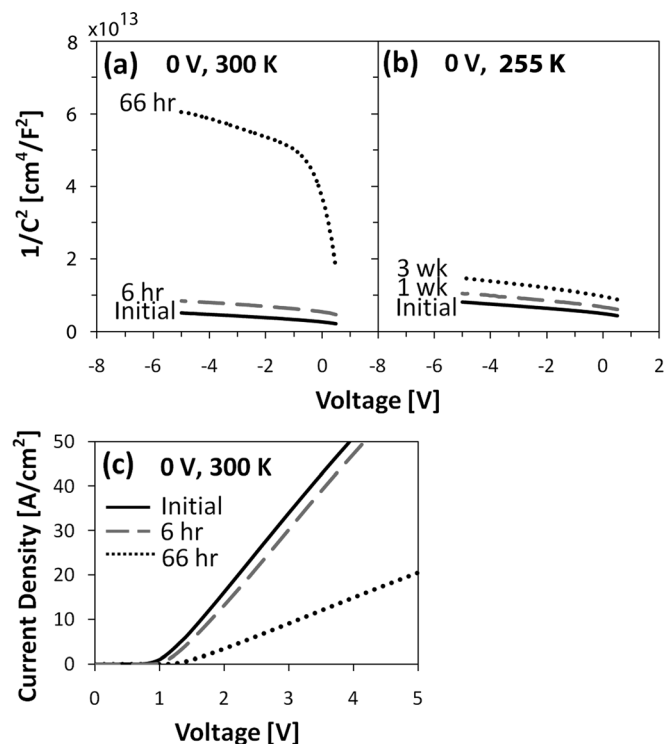 x10¹³
(a) 0 V, 300 K
(b) 0 V, 255 K
8
6
4
2
0
1/C² [cm⁴/F²]
66 hr
6 hr
Initial
3 wk
1 wk
Initial
-8 -6 -4 -2 0 -8 -6 -4 -2 0 2
Voltage [V]
(c) 0 V, 300 K
Initial
6 hr
66 hr
50
40
30
20
10
0
Current Density [A/cm²]
0 1 2 3 4 5
Voltage [V]